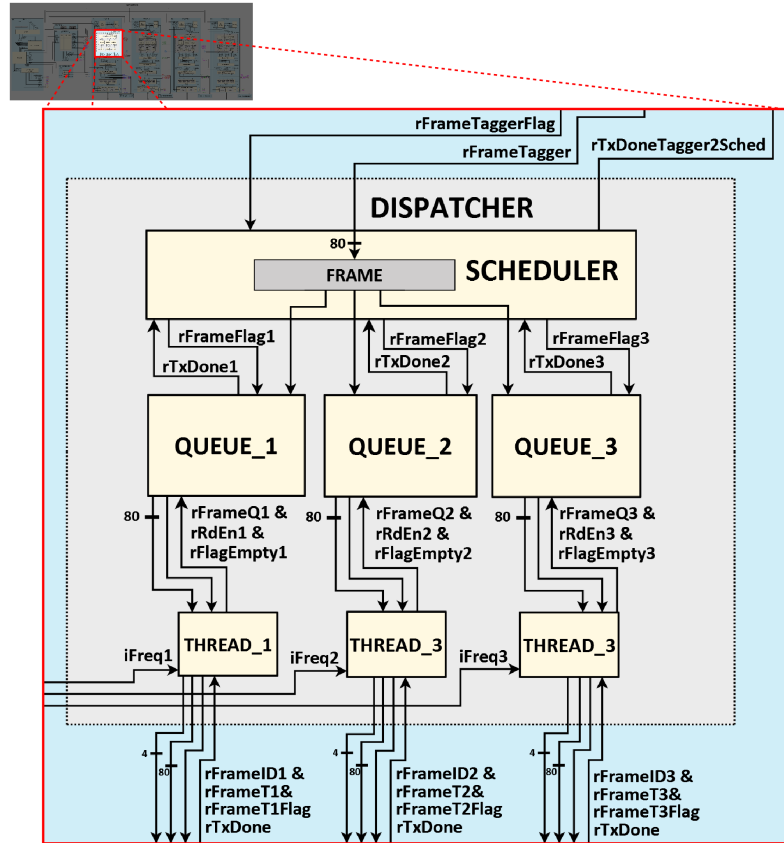 rFrameTaggerFlag
rFrameTagger
rTxDoneTagger2Sched
DISPATCHER
80
SCHEDULER
FRAME
rFrameFlag1
rTxDone1
rFrameFlag2
rTxDone2
rFrameFlag3
rTxDone3
QUEUE_1
QUEUE_2
QUEUE_3
80
rFrameQ1 &
rRdEn1 &
rFlagEmpty1
80
rFrameQ2 &
rRdEn2 &
rFlagEmpty2
80
rFrameQ3 &
rRdEn3 &
rFlagEmpty3
iFreq1
THREAD_1
iFreq2
THREAD_3
iFreq3
THREAD_3
4
80
rFrameID1 &
rFrameT1&
rFrameT1Flag
rTxDone
4
80
rFrameID2 &
rFrameT2&
rFrameT2Flag
rTxDone
4
80
rFrameID3 &
rFrameT3&
rFrameT3Flag
rTxDone